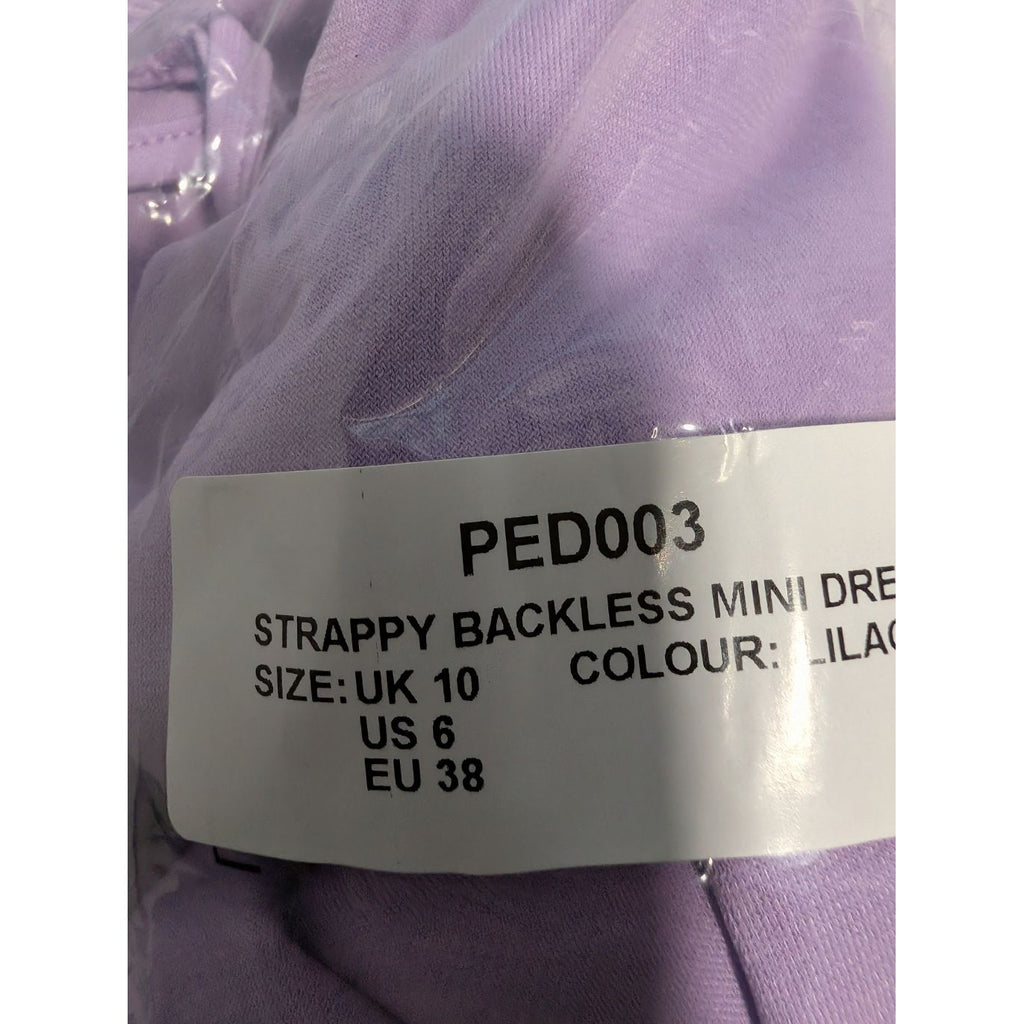 PED003
STRAPPY BACKLESS MINI DRE
SIZE: UK 10 COLOUR: LILAC
US 6
EU 38